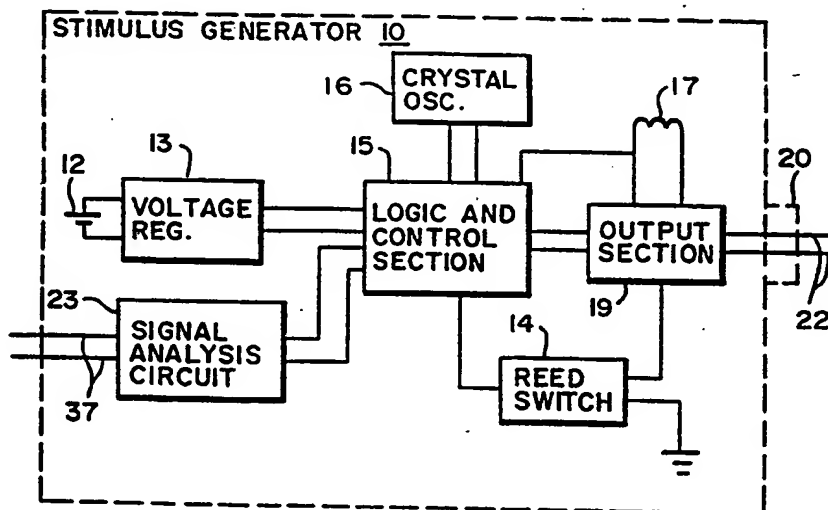 STIMULUS GENERATOR 10
16
CRYSTAL
OSC.
17
13
15
20
12
VOLTAGE
REG.
LOGIC AND
CONTROL
SECTION
OUTPUT
SECTION
23
19
22
SIGNAL
ANALYSIS
CIRCUIT
14
REED
SWITCH
37